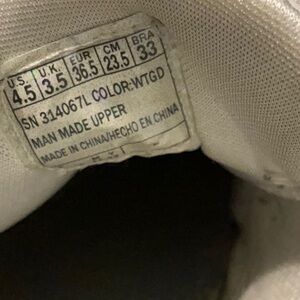 U.S. U.K. EUR CM BRA
4.5 3.5 36.5 23.5 33
SN 314067L COLOR:WTGD
MAN MADE UPPER
MADE IN CHINA/HECHO EN CHINA